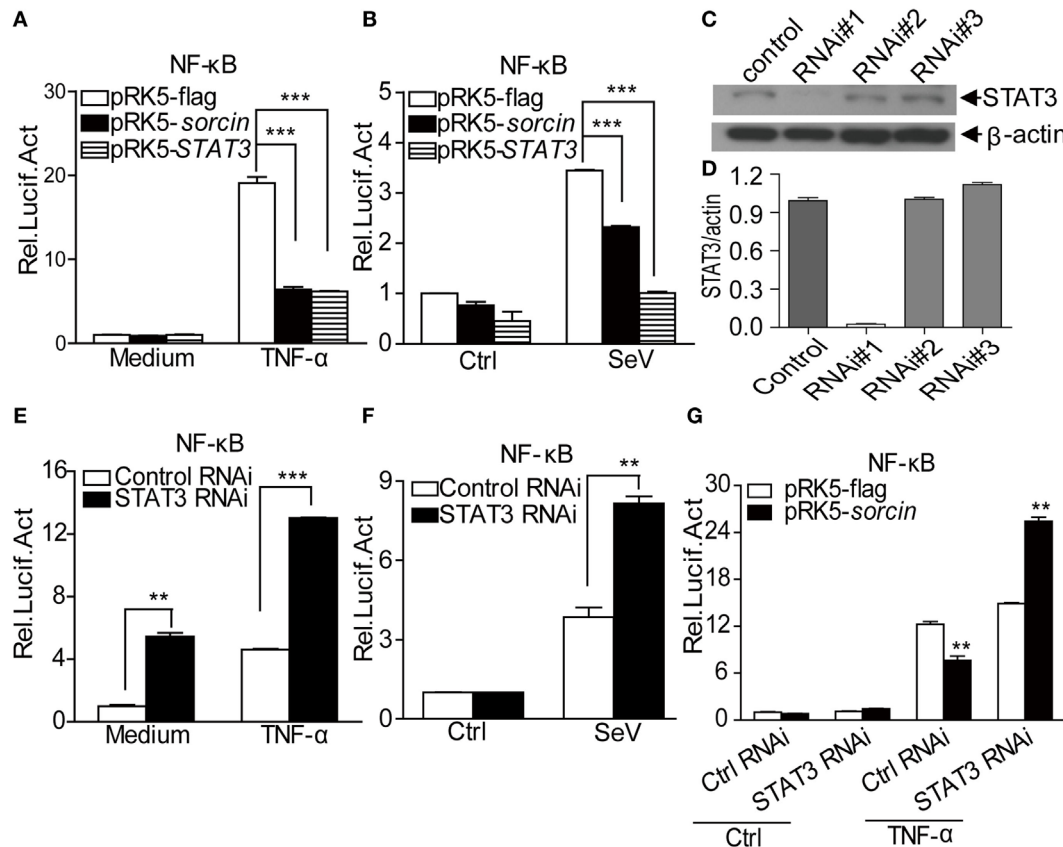 A
NF-κB
30
20
10
0
Rel.Lucif.Act
pRK5-flag
pRK5-sorcin
pRK5-STAT3
***
***
Medium
TNF-α
B
NF-κB
5
4
3
2
1
0
Rel.Lucif.Act
pRK5-flag
pRK5-sorcin
pRK5-STAT3
***
***
Ctrl
SeV
C
control
RNAi#1
RNAi#2
RNAi#3
STAT3
β-actin
D
1.2
0.9
0.6
0.3
0.0
STAT3/actin
Control
RNAi#1
RNAi#2
RNAi#3
E
NF-κB
16
12
8
4
0
Rel.Lucif.Act
Control RNAi
STAT3 RNAi
**
***
Medium
TNF-α
F
NF-κB
9
6
3
0
Rel.Lucif.Act
Control RNAi
STAT3 RNAi
**
Ctrl
SeV
G
NF-κB
30
24
18
12
6
0
Rel.Lucif.Act
pRK5-flag
pRK5-sorcin
**
**
Ctrl RNAi
STAT3 RNAi
Ctrl RNAi
STAT3 RNAi
Ctrl
TNF-α